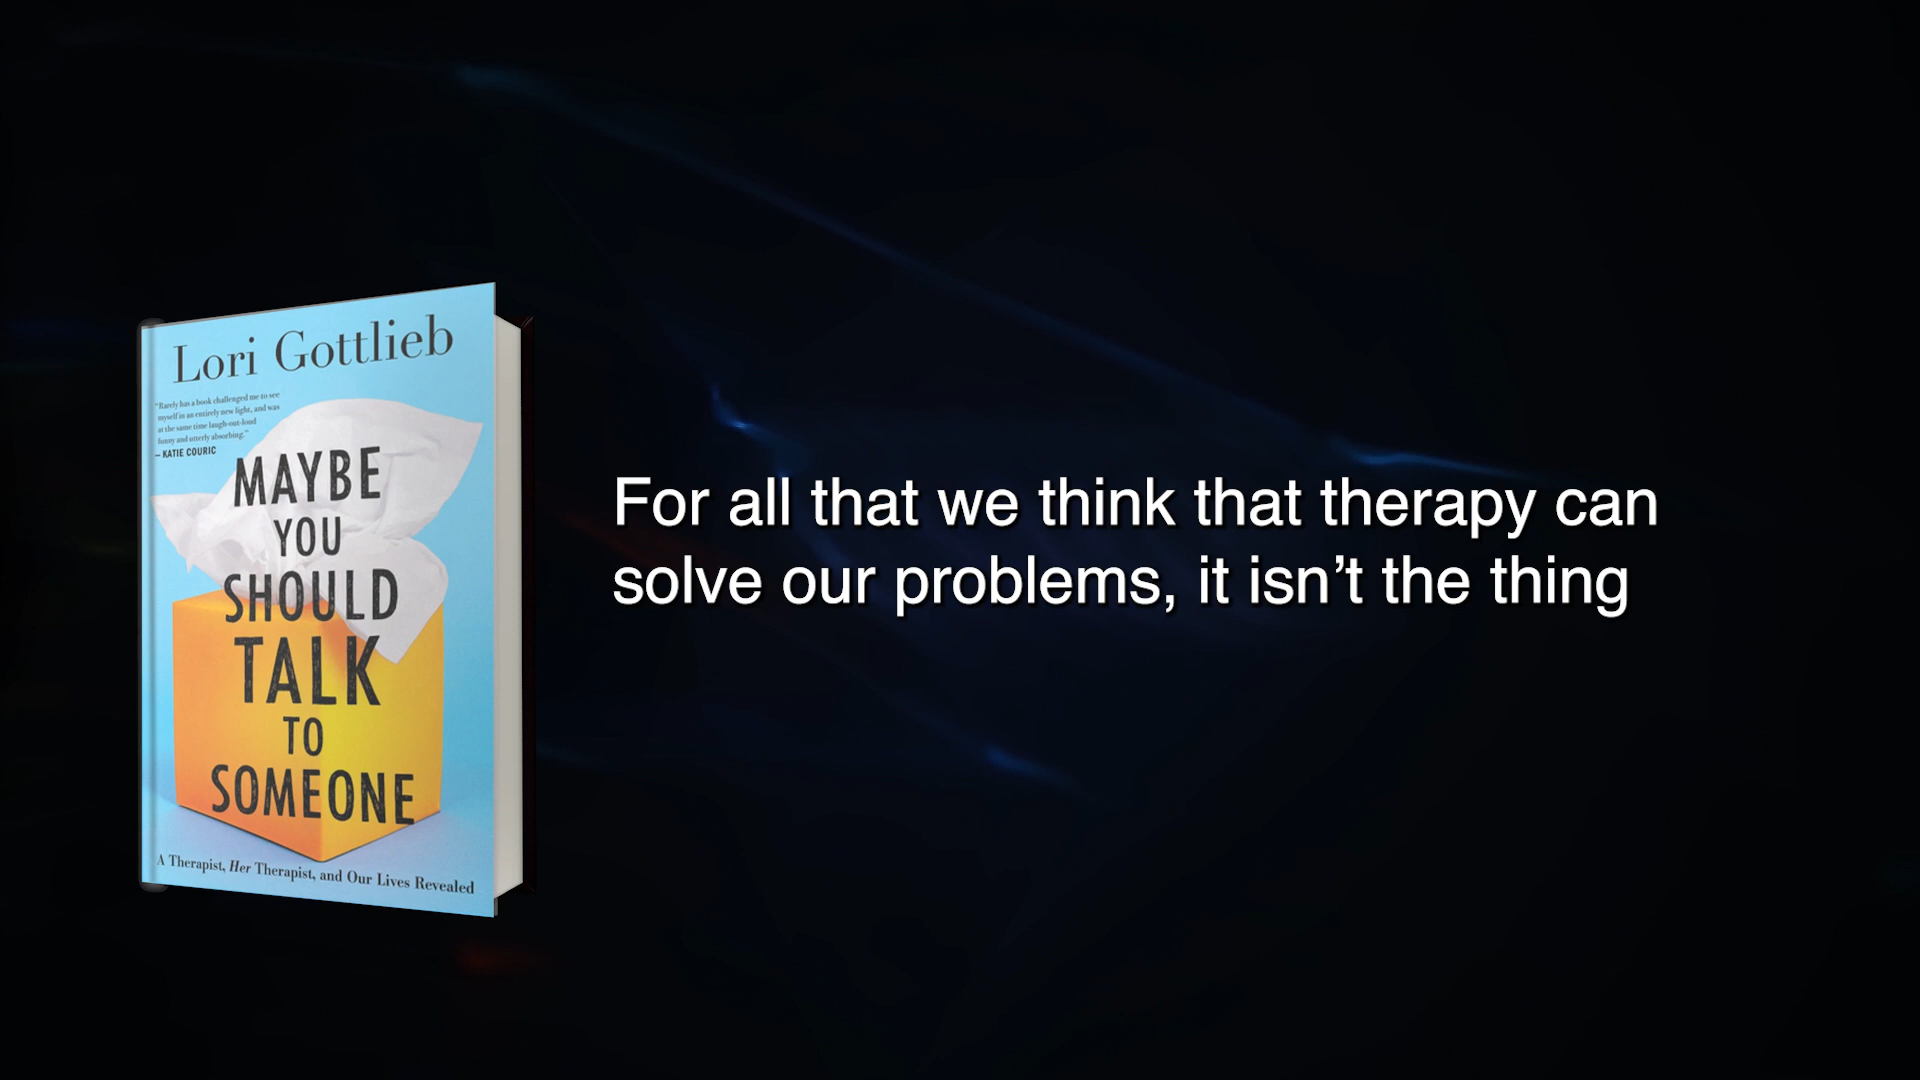 Lori Gottlieb
"Rarely has a book challenged me to see
myself in an entirely new light, and was
at the same time laugh-out-loud
funny and utterly absorbing."
– KATIE COURIC
MAYBE
YOU
SHOULD
TALK
TO
SOMEONE
A Therapist, Her Therapist, and Our Lives Revealed
For all that we think that therapy can
solve our problems, it isn’t the thing